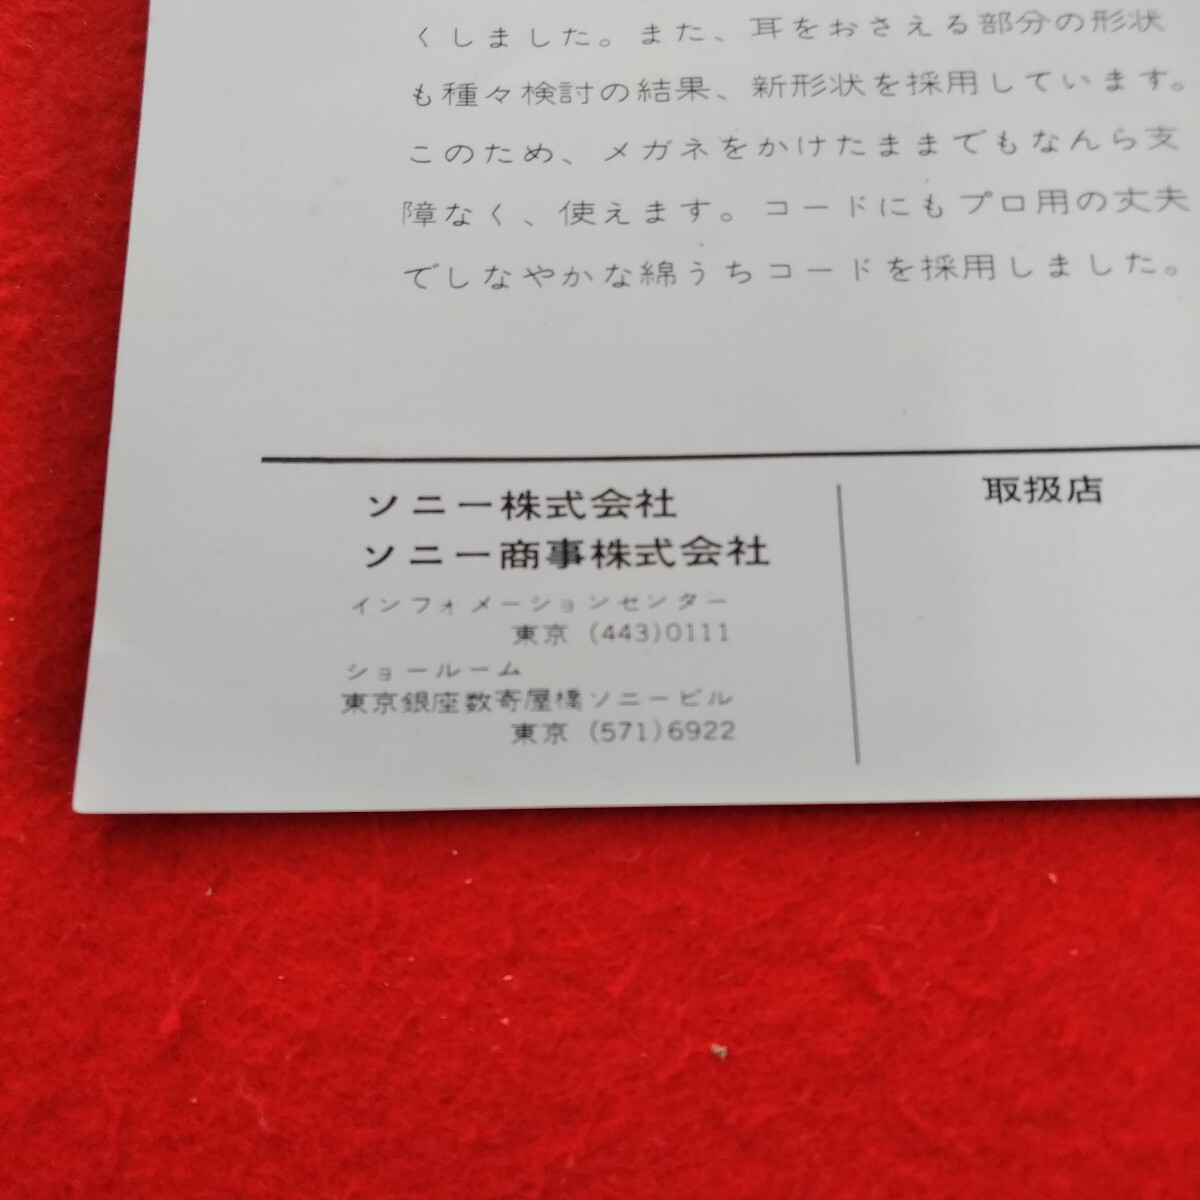 くしました。また、耳をおさえる部分の形状
も種々検討の結果、新形状を採用しています。
このため、メガネをかけたままでもなんら支
障なく、使えます。コードにもプロ用の丈夫
でしなやかな綿うちコードを採用しました。
ソニー株式会社
ソニー商事株式会社
インフォメーションセンター
東京 (443)0111
ショールーム
東京銀座数寄屋橋ソニービル
東京 (571)6922
取扱店